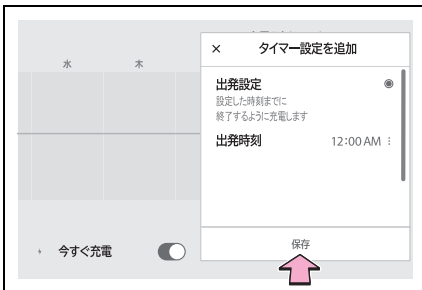 水
木
× タイマー設定を追加
出発設定
設定した時刻までに
終了するように充電します
出発時刻 12:00 AM
今すぐ充電
保存